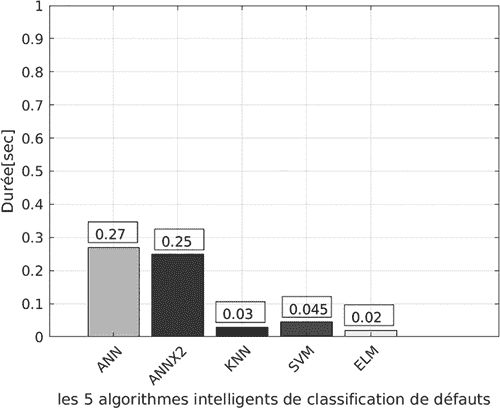 1
0.9
0.8
0.7
0.6
0.5
0.4
0.3
0.2
0.1
0
Durée[sec]
0.27
0.25
0.03
0.045
0.02
ANN
ANNX2
KNN
SVM
ELM
les 5 algorithmes intelligents de classification de défauts